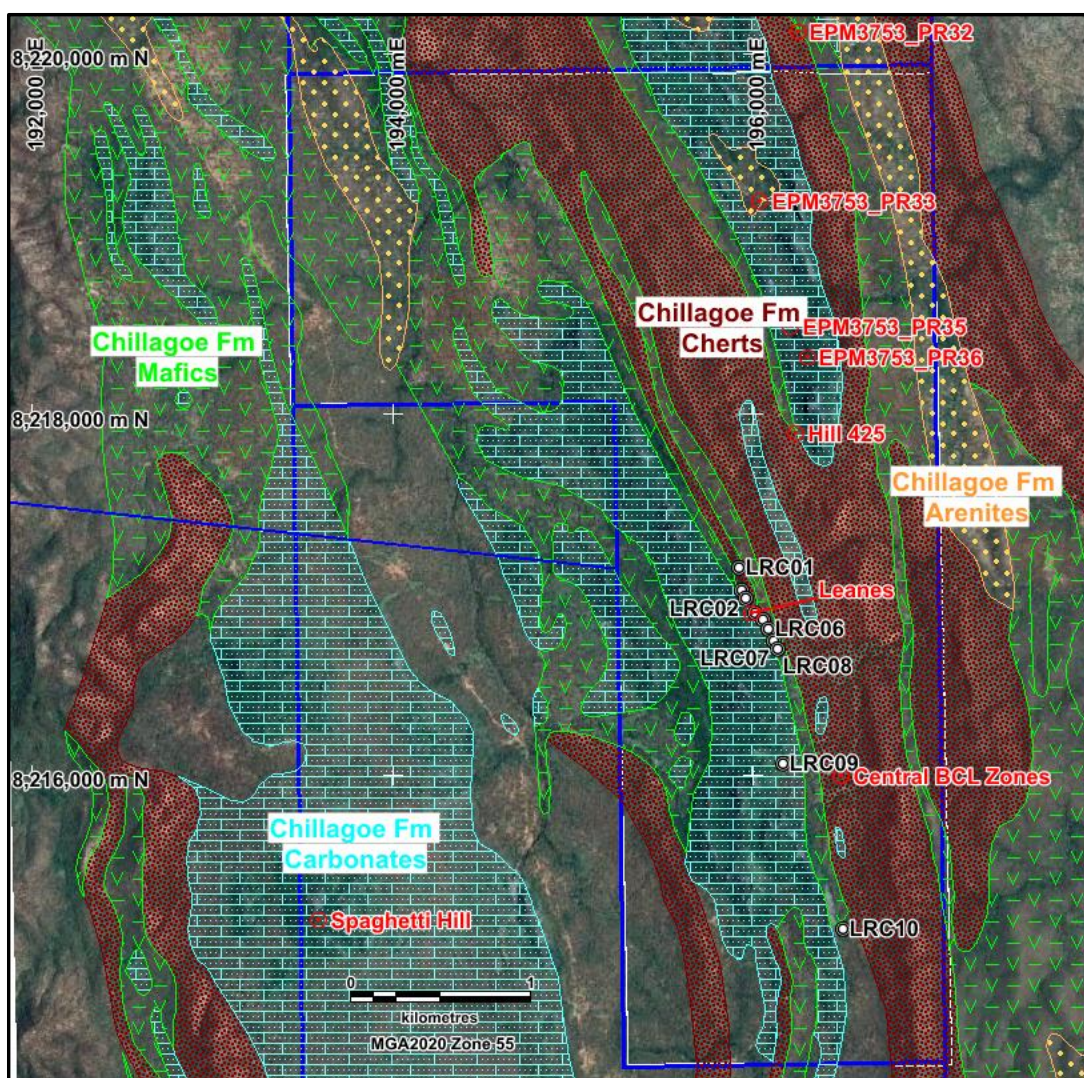 EPM3753_PR32
8,220,000 m N
192,000 mE
194,000 mE
196,000 mE
EPM3753_PR33
Chillagoe Fm
Cherts
EPM3753_PR35
EPM3753_PR36
Chillagoe Fm
Mafics
8,218,000 m N
Hill 425
Chillagoe Fm
Arenites
LRC01
Leanes
LRC02
LRC06
LRC07
LRC08
8,216,000 m N
LRC09
Central BCL Zones
Chillagoe Fm
Carbonates
Spaghetti Hill
LRC10
0
1
kilometres
MGA2020 Zone 55